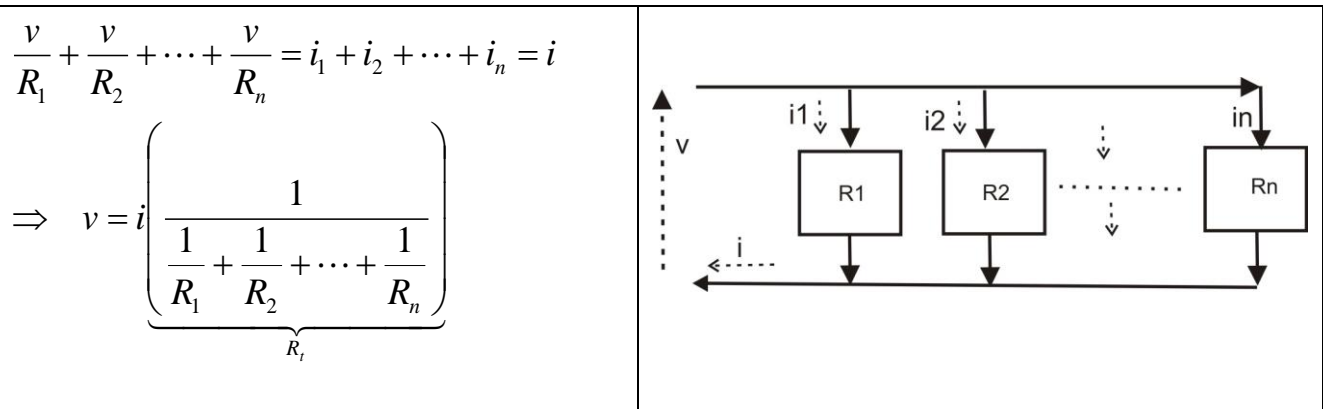 v/R₁ + v/R₂ + ⋯ + v/Rₙ = i₁ + i₂ + ⋯ + iₙ = i
⇒ v = i ( 1 / ( 1/R₁ + 1/R₂ + ⋯ + 1/Rₙ ) )
Rₜ
v
i1
i2
in
R1
R2
Rn
i